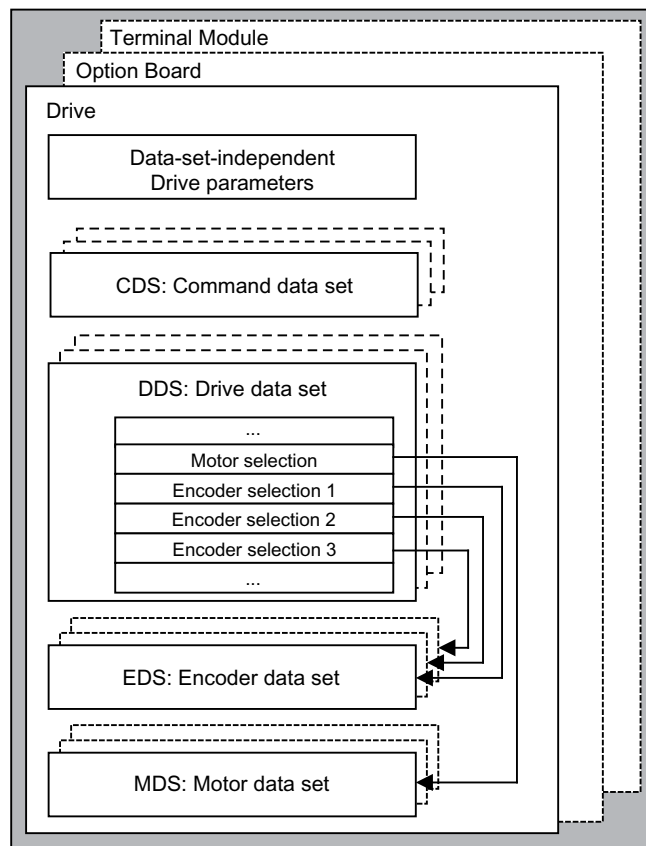 Terminal Module
Option Board
Drive
Data-set-independent
Drive parameters
CDS: Command data set
DDS: Drive data set
...
Motor selection
Encoder selection 1
Encoder selection 2
Encoder selection 3
...
EDS: Encoder data set
MDS: Motor data set